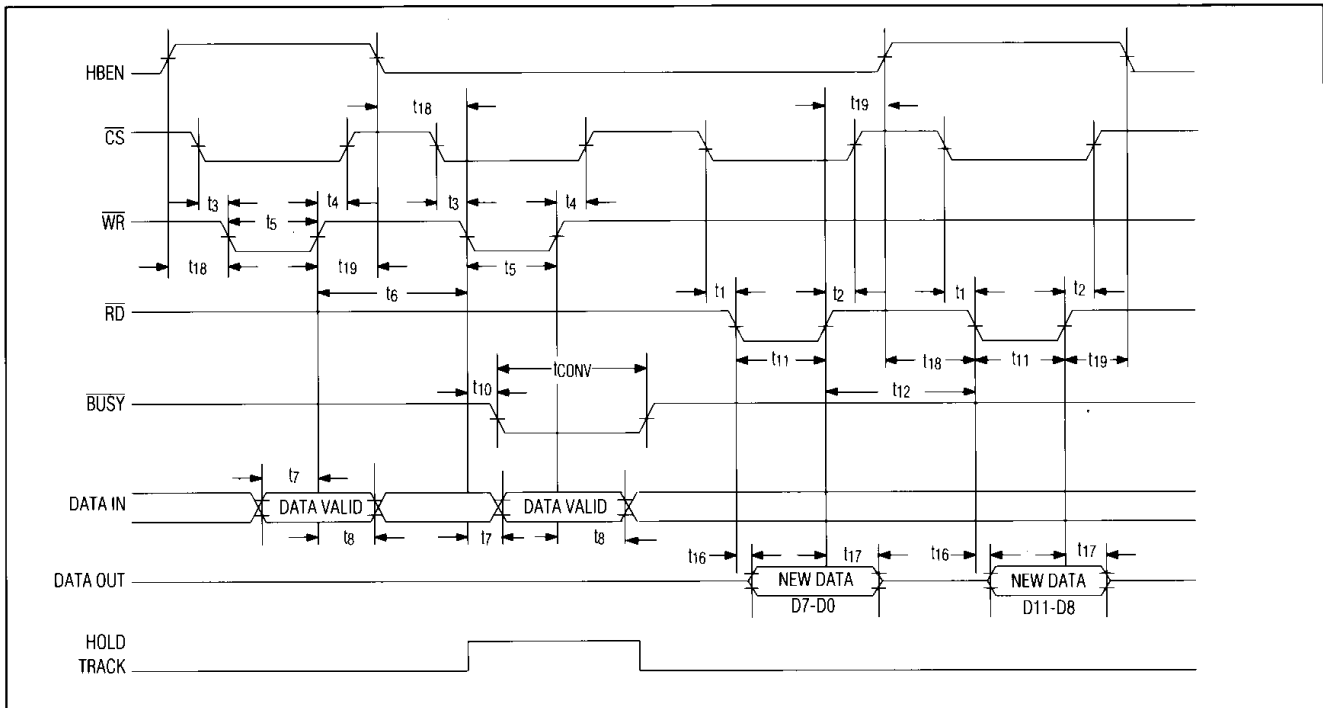 HBEN
t18
t19
CS
t3
t4
t3
t4
t5
WR
t18
t19
t5
t6
t1
t2
t1
t2
RD
t11
t18
t11
t19
tCONV
t10
t12
BUSY
t7
DATA IN
DATA VALID
DATA VALID
t8
t7
t8
t16
t17
t16
t17
DATA OUT
NEW DATA
NEW DATA
D7-D0
D11-D8
HOLD
TRACK